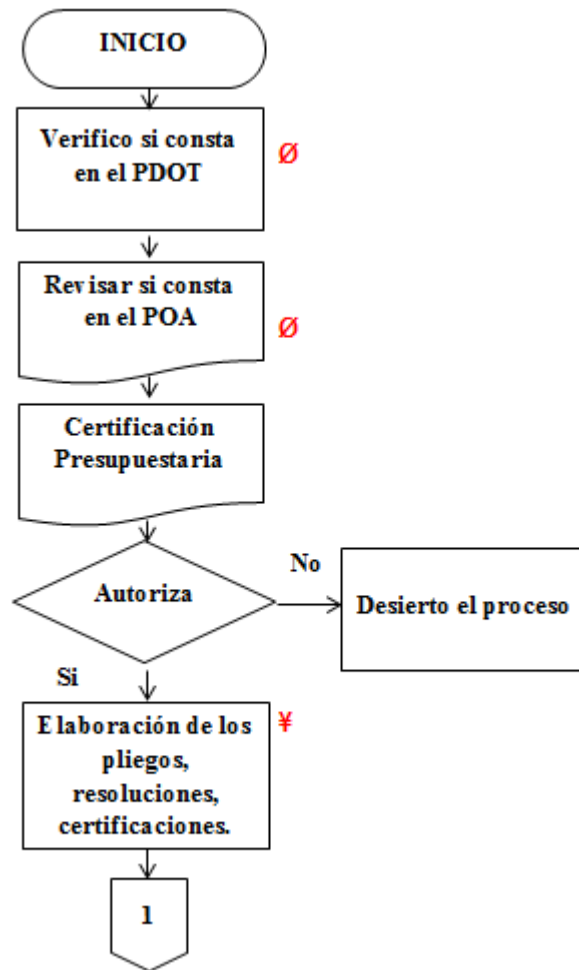 INICIO
Verifico si consta
en el PDOT
Ø
Revisar si consta
en el POA
Ø
Certificación
Presupuestaria
Autoriza
No
Desierto el proceso
Si
Elaboración de los
pliegos,
resoluciones,
certificaciones.
¥
1